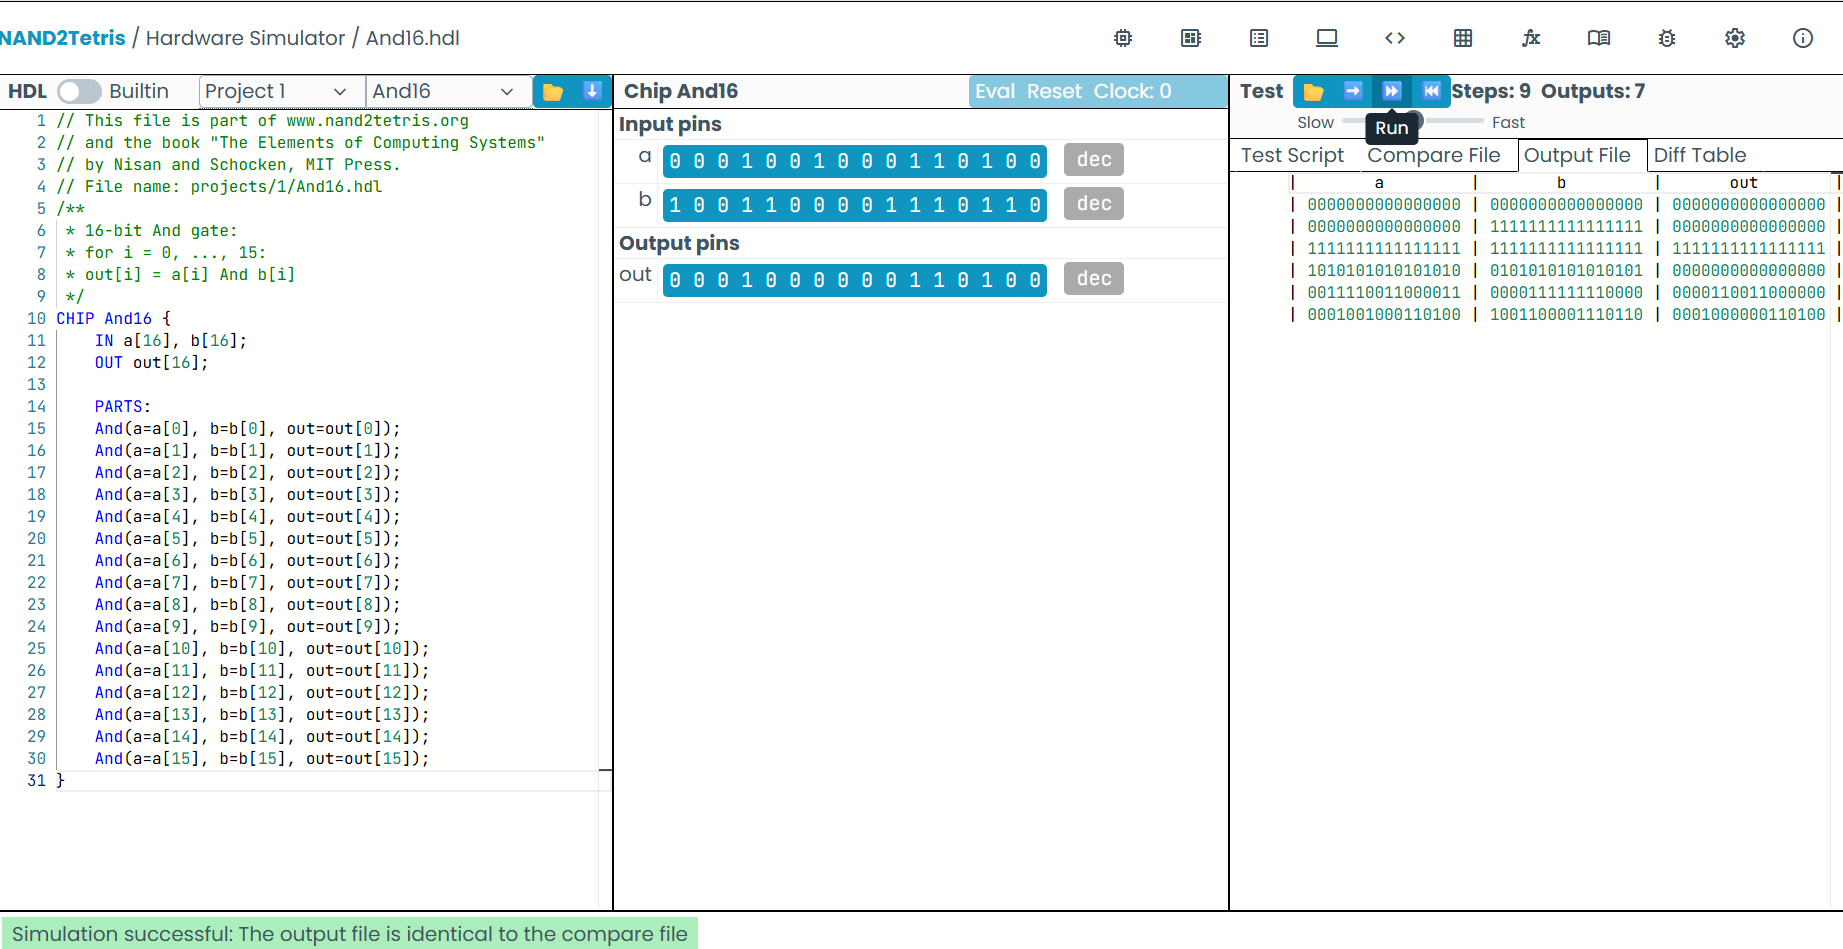 NAND2Tetris / Hardware Simulator / And16.hdl
HDL Builtin Project 1 And16
1 // This file is part of www.nand2tetris.org
2 // and the book "The Elements of Computing Systems"
3 // by Nisan and Schocken, MIT Press.
4 // File name: projects/1/And16.hdl
5 /**
6  * 16-bit And gate:
7  * for i = 0, ..., 15:
8  * out[i] = a[i] And b[i]
9  */
10 CHIP And16 {
11     IN a[16], b[16];
12     OUT out[16];
13
14     PARTS:
15     And(a=a[0], b=b[0], out=out[0]);
16     And(a=a[1], b=b[1], out=out[1]);
17     And(a=a[2], b=b[2], out=out[2]);
18     And(a=a[3], b=b[3], out=out[3]);
19     And(a=a[4], b=b[4], out=out[4]);
20     And(a=a[5], b=b[5], out=out[5]);
21     And(a=a[6], b=b[6], out=out[6]);
22     And(a=a[7], b=b[7], out=out[7]);
23     And(a=a[8], b=b[8], out=out[8]);
24     And(a=a[9], b=b[9], out=out[9]);
25     And(a=a[10], b=b[10], out=out[10]);
26     And(a=a[11], b=b[11], out=out[11]);
27     And(a=a[12], b=b[12], out=out[12]);
28     And(a=a[13], b=b[13], out=out[13]);
29     And(a=a[14], b=b[14], out=out[14]);
30     And(a=a[15], b=b[15], out=out[15]);
31 }
Chip And16 Eval Reset Clock: 0
Input pins
a 0 0 0 1 0 0 1 0 0 0 1 1 0 1 0 0 dec
b 1 0 0 1 1 0 0 0 0 1 1 1 0 1 1 0 dec
Output pins
out 0 0 0 1 0 0 0 0 0 0 1 1 0 1 0 0 dec
Test Steps: 9 Outputs: 7
Slow Fast
Run
Test Script Compare File Output File Diff Table
| a | b | out |
| 0000000000000000 | 0000000000000000 | 0000000000000000 |
| 0000000000000000 | 1111111111111111 | 0000000000000000 |
| 1111111111111111 | 1111111111111111 | 1111111111111111 |
| 1010101010101010 | 0101010101010101 | 0000000000000000 |
| 0011110011000011 | 0000111111110000 | 0000110011000000 |
| 0001001000110100 | 1001100001110110 | 0001000000110100 |
Simulation successful: The output file is identical to the compare file